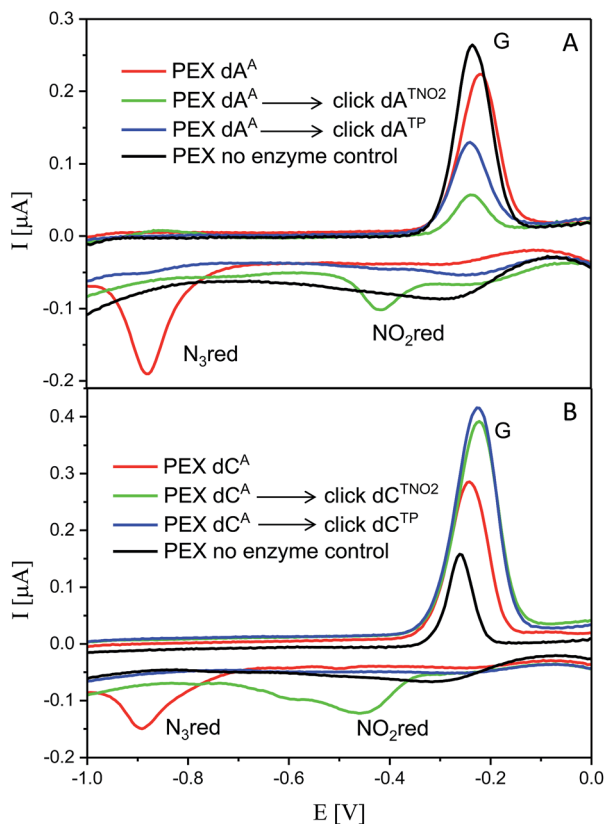 A
G
PEX dA^A
PEX dA^A → click dA^TNO2
PEX dA^A → click dA^TP
PEX no enzyme control
0.3
0.2
0.1
0.0
-0.1
-0.2
I [μA]
N₃red
NO₂red
B
G
PEX dC^A
PEX dC^A → click dC^TNO2
PEX dC^A → click dC^TP
PEX no enzyme control
0.4
0.3
0.2
0.1
0.0
-0.1
-0.2
I [μA]
N₃red
NO₂red
-1.0 -0.8 -0.6 -0.4 -0.2 0.0
E [V]